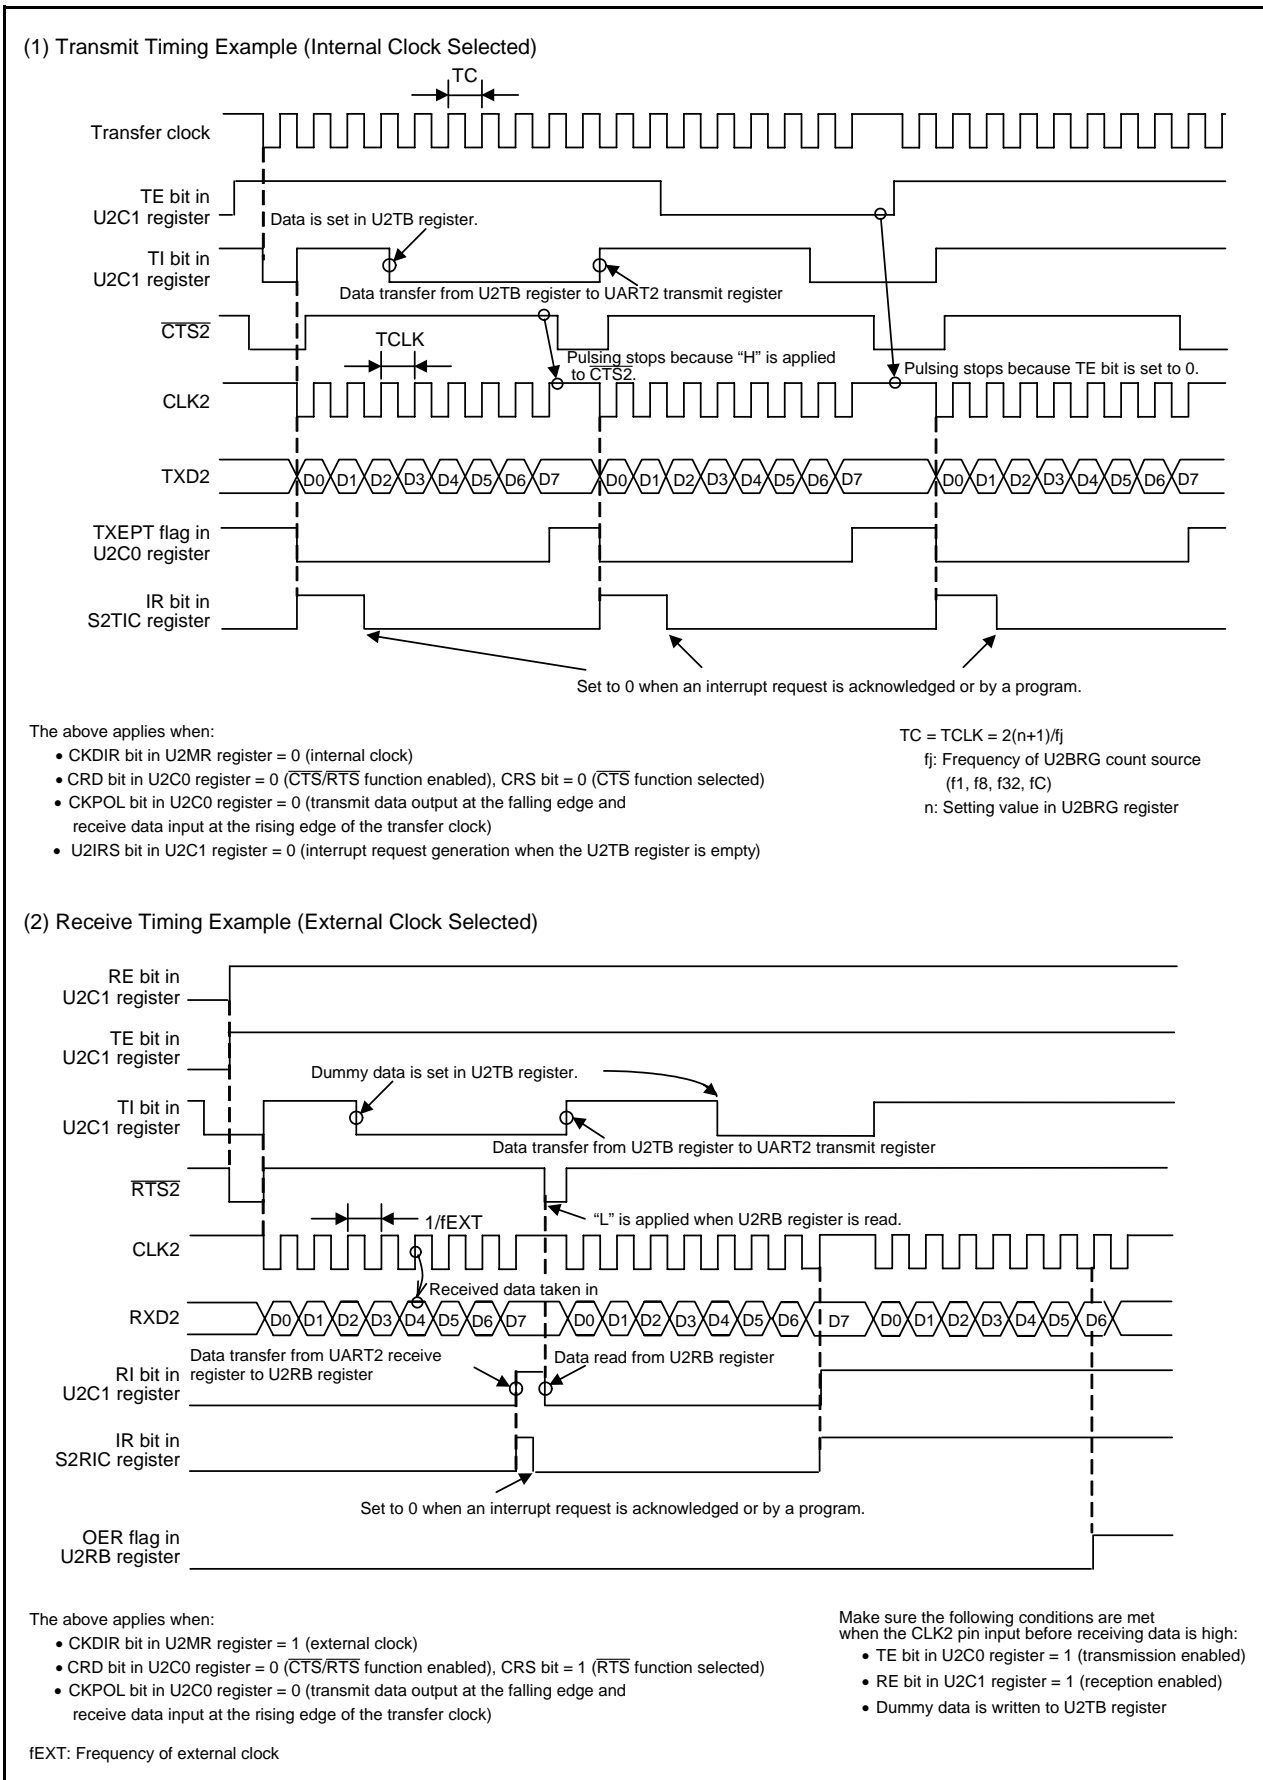 (1) Transmit Timing Example (Internal Clock Selected)
TC
Transfer clock
TE bit in
U2C1 register
Data is set in U2TB register.
TI bit in
U2C1 register
Data transfer from U2TB register to UART2 transmit register
CTS2
TCLK
Pulsing stops because “H” is applied
to CTS2.
Pulsing stops because TE bit is set to 0.
CLK2
TXD2
D0 D1 D2 D3 D4 D5 D6 D7 D0 D1 D2 D3 D4 D5 D6 D7 D0 D1 D2 D3 D4 D5 D6 D7
TXEPT flag in
U2C0 register
IR bit in
S2TIC register
Set to 0 when an interrupt request is acknowledged or by a program.
The above applies when:
• CKDIR bit in U2MR register = 0 (internal clock)
• CRD bit in U2C0 register = 0 (CTS/RTS function enabled), CRS bit = 0 (CTS function selected)
• CKPOL bit in U2C0 register = 0 (transmit data output at the falling edge and
receive data input at the rising edge of the transfer clock)
• U2IRS bit in U2C1 register = 0 (interrupt request generation when the U2TB register is empty)
TC = TCLK = 2(n+1)/fj
fj: Frequency of U2BRG count source
(f1, f8, f32, fC)
n: Setting value in U2BRG register
(2) Receive Timing Example (External Clock Selected)
RE bit in
U2C1 register
TE bit in
U2C1 register
Dummy data is set in U2TB register.
TI bit in
U2C1 register
Data transfer from U2TB register to UART2 transmit register
RTS2
1/fEXT
“L” is applied when U2RB register is read.
CLK2
Received data taken in
RXD2
D0 D1 D2 D3 D4 D5 D6 D7 D0 D1 D2 D3 D4 D5 D6 D7 D0 D1 D2 D3 D4 D5 D6
Data transfer from UART2 receive
register to U2RB register
Data read from U2RB register
RI bit in
U2C1 register
IR bit in
S2RIC register
Set to 0 when an interrupt request is acknowledged or by a program.
OER flag in
U2RB register
The above applies when:
• CKDIR bit in U2MR register = 1 (external clock)
• CRD bit in U2C0 register = 0 (CTS/RTS function enabled), CRS bit = 1 (RTS function selected)
• CKPOL bit in U2C0 register = 0 (transmit data output at the falling edge and
receive data input at the rising edge of the transfer clock)
Make sure the following conditions are met
when the CLK2 pin input before receiving data is high:
• TE bit in U2C0 register = 1 (transmission enabled)
• RE bit in U2C1 register = 1 (reception enabled)
• Dummy data is written to U2TB register
fEXT: Frequency of external clock